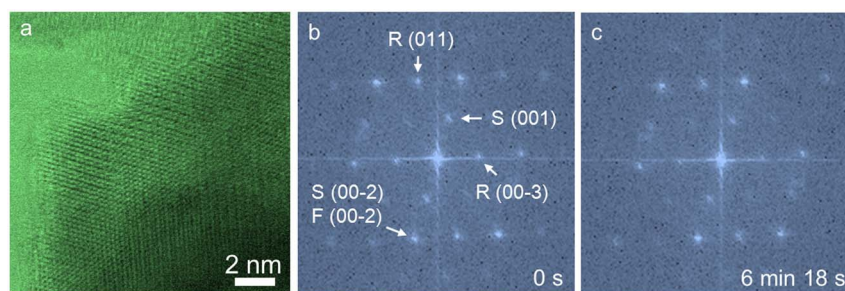 a
2 nm
b
R (011)
S (001)
S (00-2)
F (00-2)
R (00-3)
0 s
c
6 min 18 s